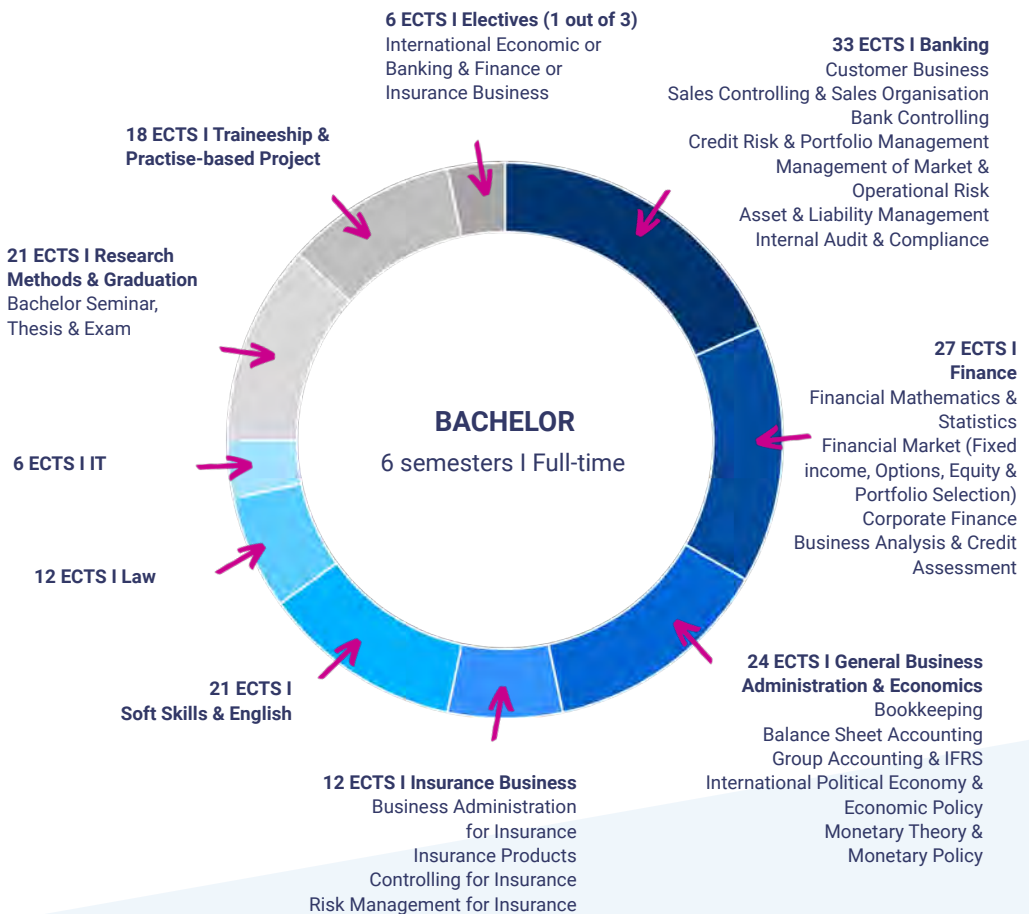 6 ECTS I Electives (1 out of 3)
International Economic or
Banking & Finance or
Insurance Business
33 ECTS I Banking
Customer Business
Sales Controlling & Sales Organisation
Bank Controlling
Credit Risk & Portfolio Management
Management of Market &
Operational Risk
Asset & Liability Management
Internal Audit & Compliance
18 ECTS I Traineeship &
Practise-based Project
21 ECTS I Research
Methods & Graduation
Bachelor Seminar,
Thesis & Exam
27 ECTS I
Finance
Financial Mathematics &
Statistics
Financial Market (Fixed
income, Options, Equity &
Portfolio Selection)
Corporate Finance
Business Analysis & Credit
Assessment
BACHELOR
6 semesters I Full-time
6 ECTS I IT
12 ECTS I Law
21 ECTS I
Soft Skills & English
24 ECTS I General Business
Administration & Economics
Bookkeeping
Balance Sheet Accounting
Group Accounting & IFRS
International Political Economy &
Economic Policy
Monetary Theory &
Monetary Policy
12 ECTS I Insurance Business
Business Administration
for Insurance
Insurance Products
Controlling for Insurance
Risk Management for Insurance